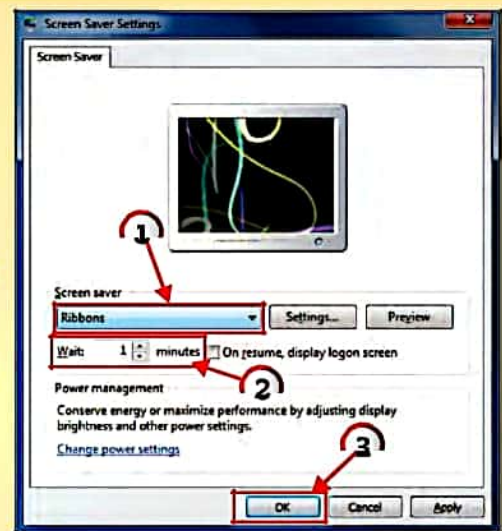 Screen Saver Settings
Screen Saver
1
Screen saver
Ribbons
Settings...
Preview
Wait: 1 minutes
On resume, display logon screen
2
Power management
Conserve energy or maximize performance by adjusting display
brightness and other power settings.
3
Change power settings
OK
Cancel
Apply